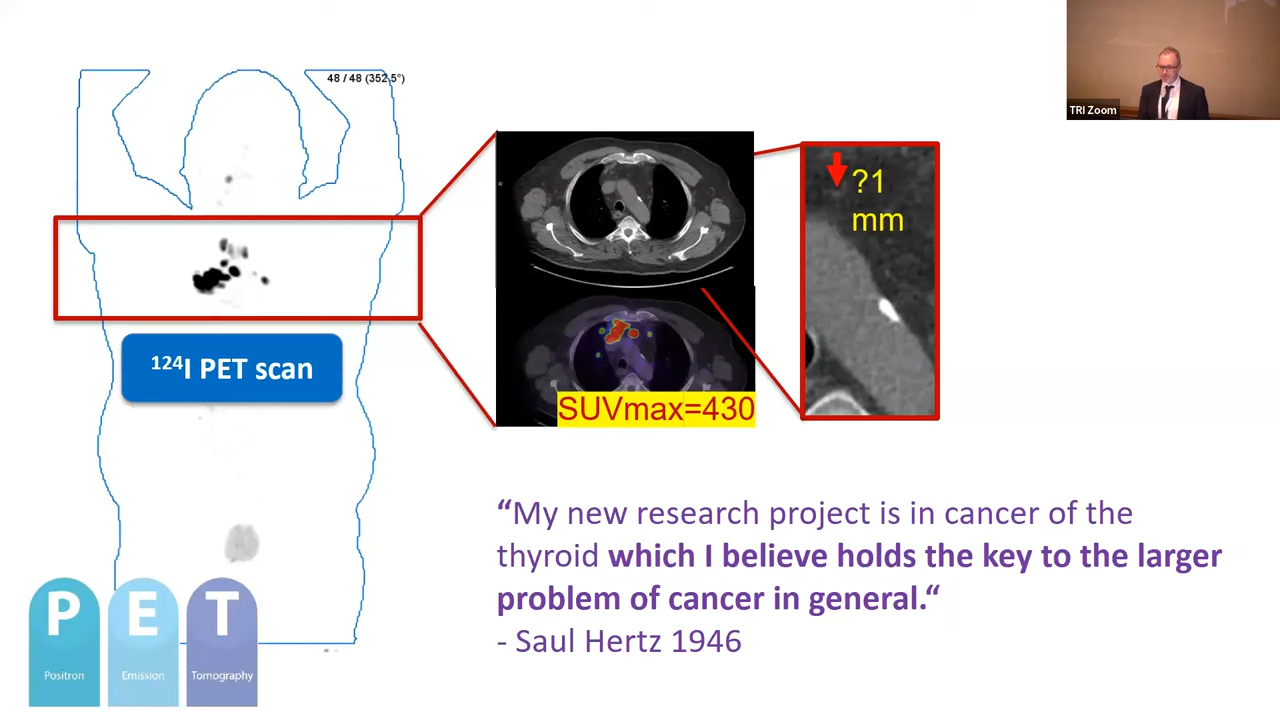 48 / 48 (352.5°)
TRI Zoom
?1
mm
124I PET scan
SUVmax=430
“My new research project is in cancer of the
thyroid which I believe holds the key to the larger
problem of cancer in general.“
- Saul Hertz 1946
P E T
Positron Emission Tomography